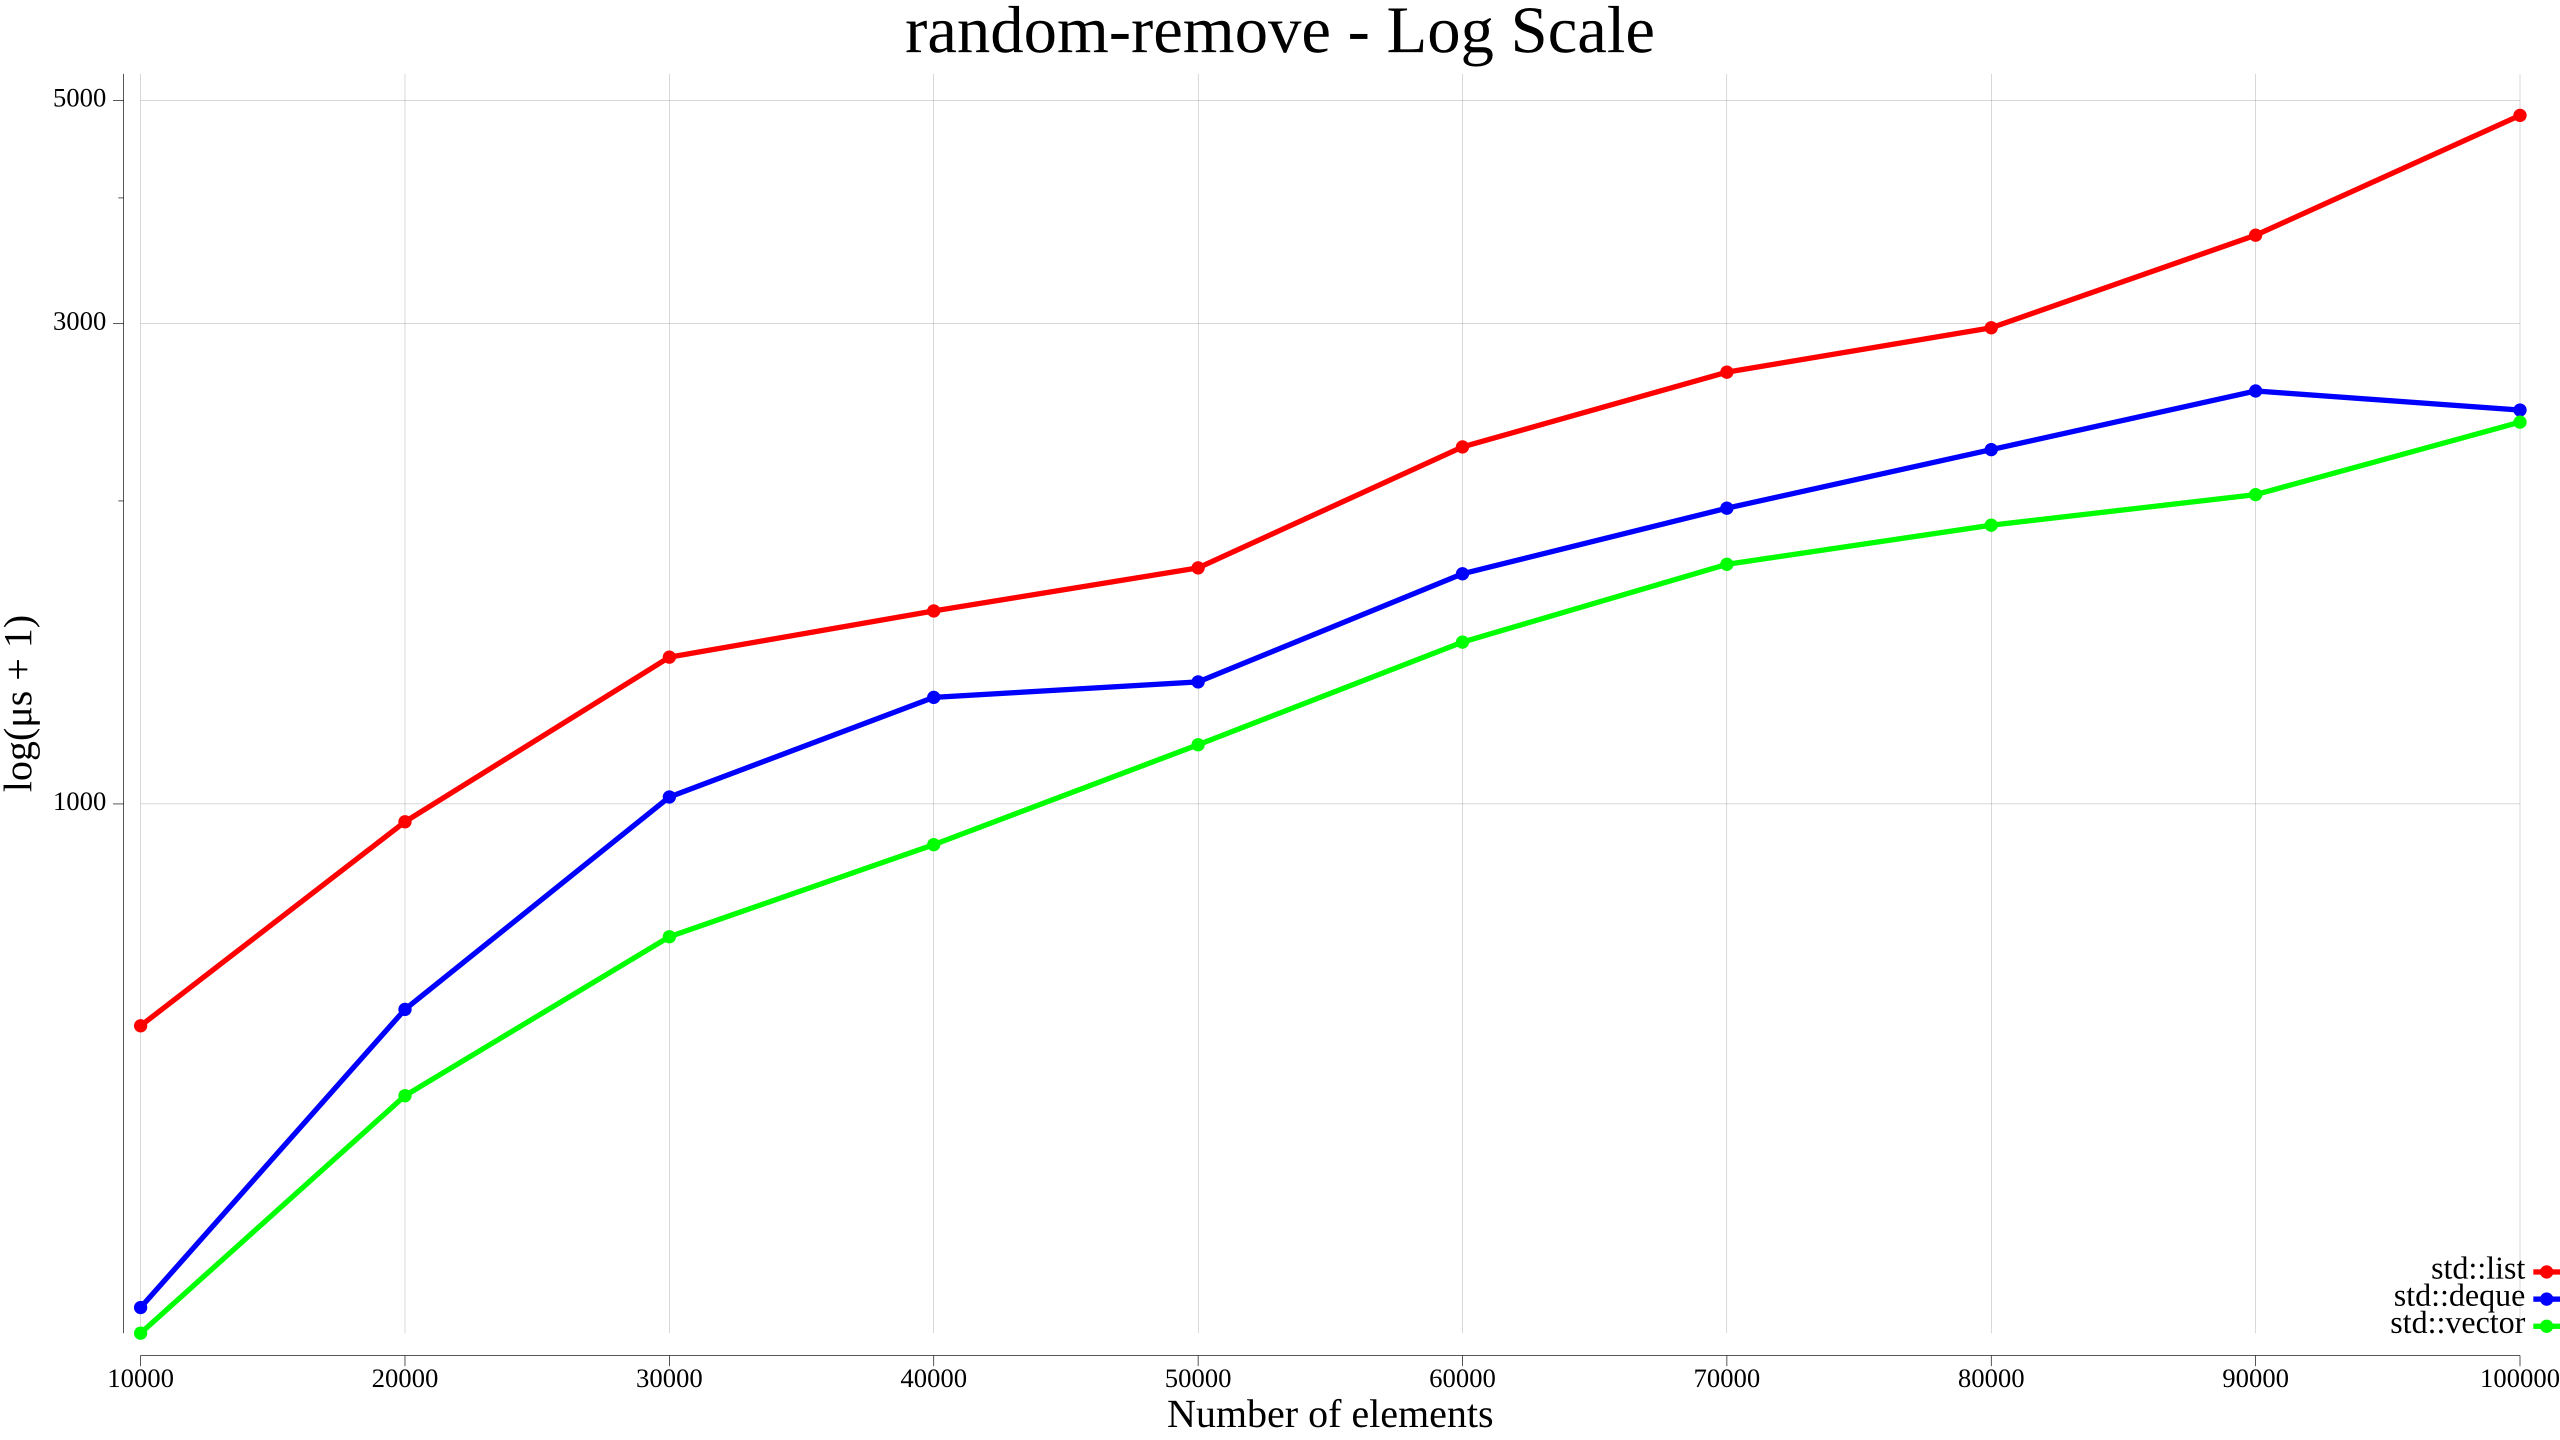 random-remove - Log Scale
5000
3000
1000
log(μs + 1)
std::list
std::deque
std::vector
10000 20000 30000 40000 50000 60000 70000 80000 90000 100000
Number of elements